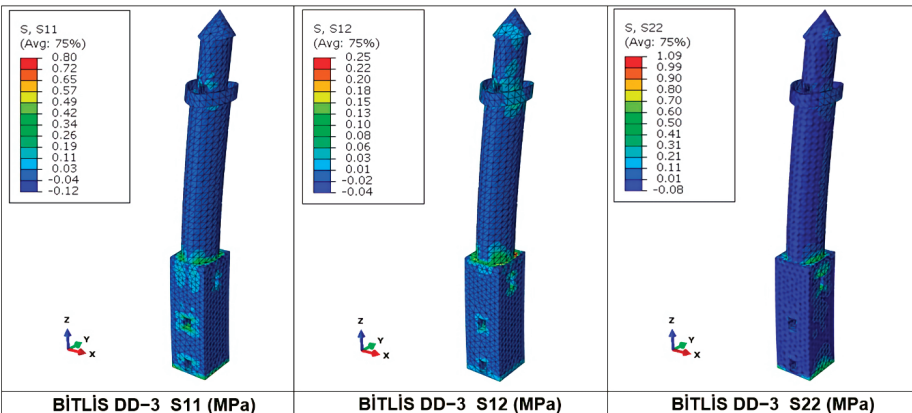 S, S11
(Avg: 75%)
0.80
0.72
0.65
0.57
0.49
0.42
0.34
0.26
0.19
0.11
0.03
-0.04
-0.12
Z
Y
X
BİTLİS DD−3 S11 (MPa)
S, S12
(Avg: 75%)
0.25
0.22
0.20
0.18
0.15
0.13
0.10
0.08
0.06
0.03
0.01
-0.02
-0.04
Z
Y
X
BİTLİS DD−3 S12 (MPa)
S, S22
(Avg: 75%)
1.09
0.99
0.90
0.80
0.70
0.60
0.50
0.41
0.31
0.21
0.11
0.01
-0.08
Z
Y
X
BİTLİS DD−3 S22 (MPa)